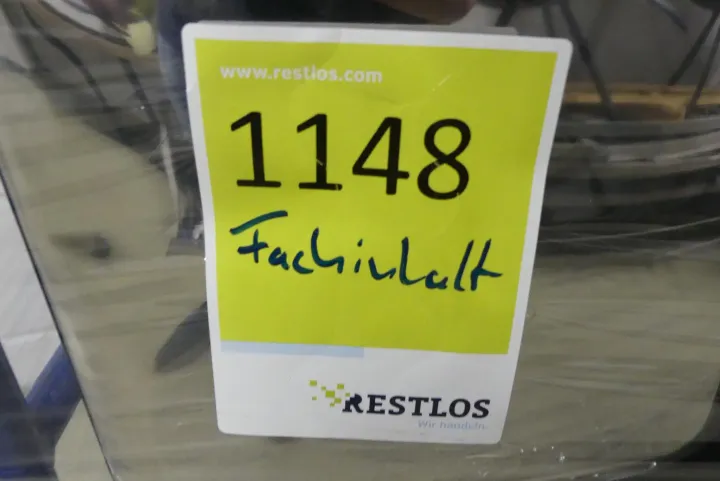 www.restlos.com
1148
Fachinhalt
RESTLOS
Wir handeln.